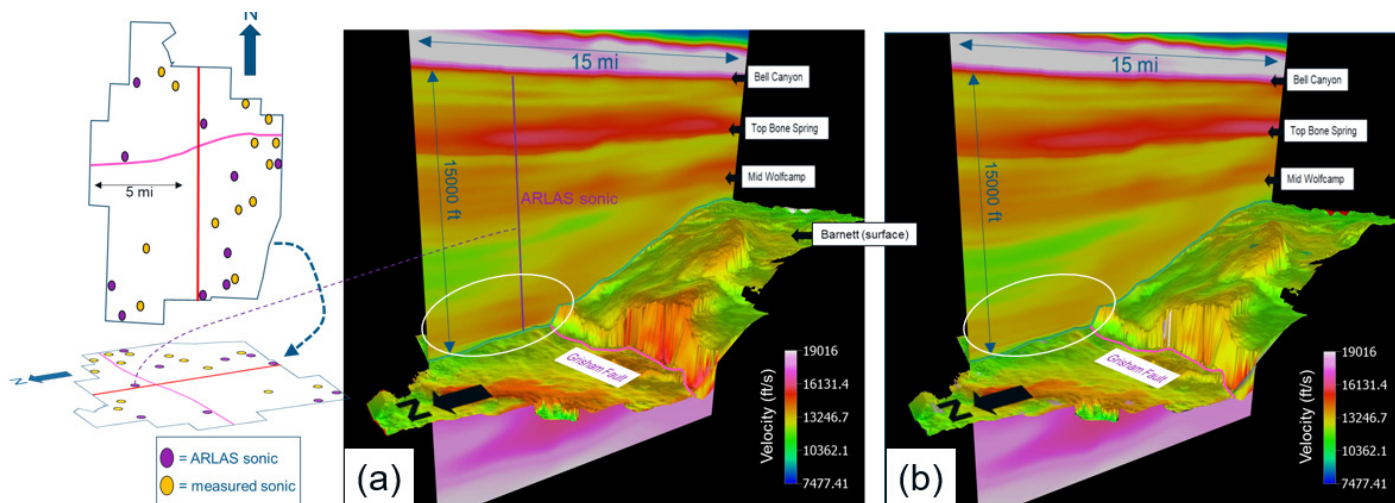 N
5 mi
N
= ARLAS sonic
= measured sonic
15 mi
15000 ft
ARLAS sonic
Bell Canyon
Top Bone Spring
Mid Wolfcamp
Barnett (surface)
Grisham Fault
N
Velocity (ft/s)
19016
16131.4
13246.7
10362.1
7477.41
(a)
15 mi
15000 ft
Bell Canyon
Top Bone Spring
Mid Wolfcamp
Grisham Fault
N
Velocity (ft/s)
19016
16131.4
13246.7
10362.1
7477.41
(b)